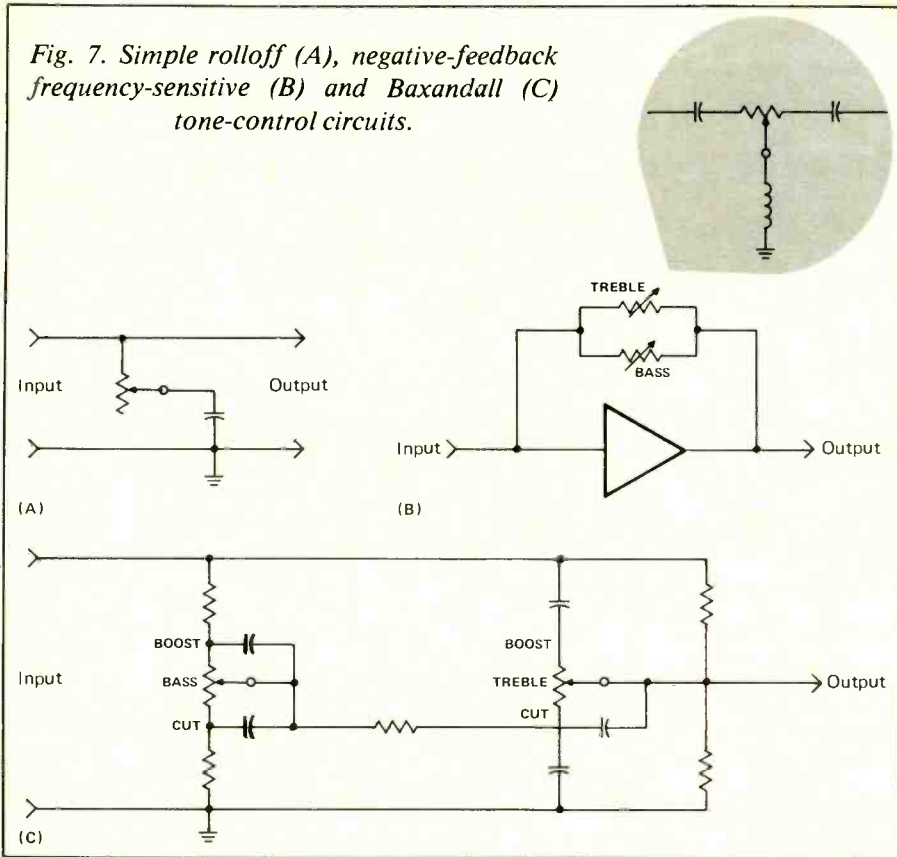 Fig. 7. Simple rolloff (A), negative-feedback
frequency-sensitive (B) and Baxandall (C)
tone-control circuits.
TREBLE
BASS
Input
Output
(A)
Input
Output
(B)
BOOST
BOOST
Input
BASS
TREBLE
Output
CUT
CUT
(C)